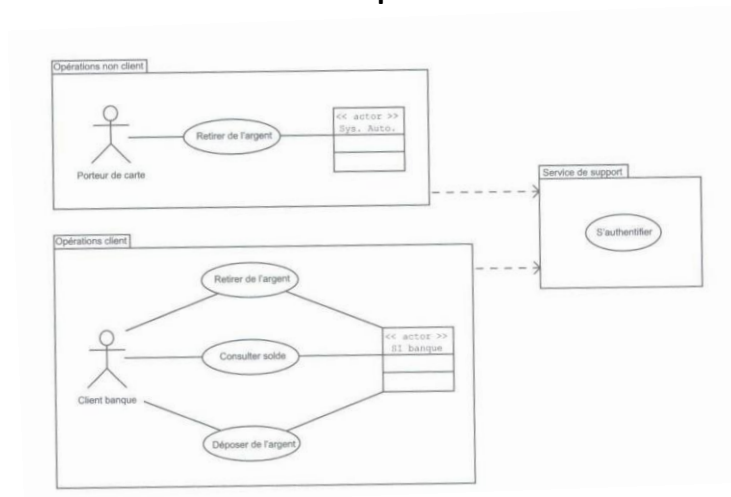 Opérations non client
<< actor >>
Sys. Auto.
Retirer de l'argent
Porteur de carte
Service de support
S'authentifier
Opérations client
Retirer de l'argent
<< actor >>
SI banque
Consulter solde
Client banque
Déposer de l'argent